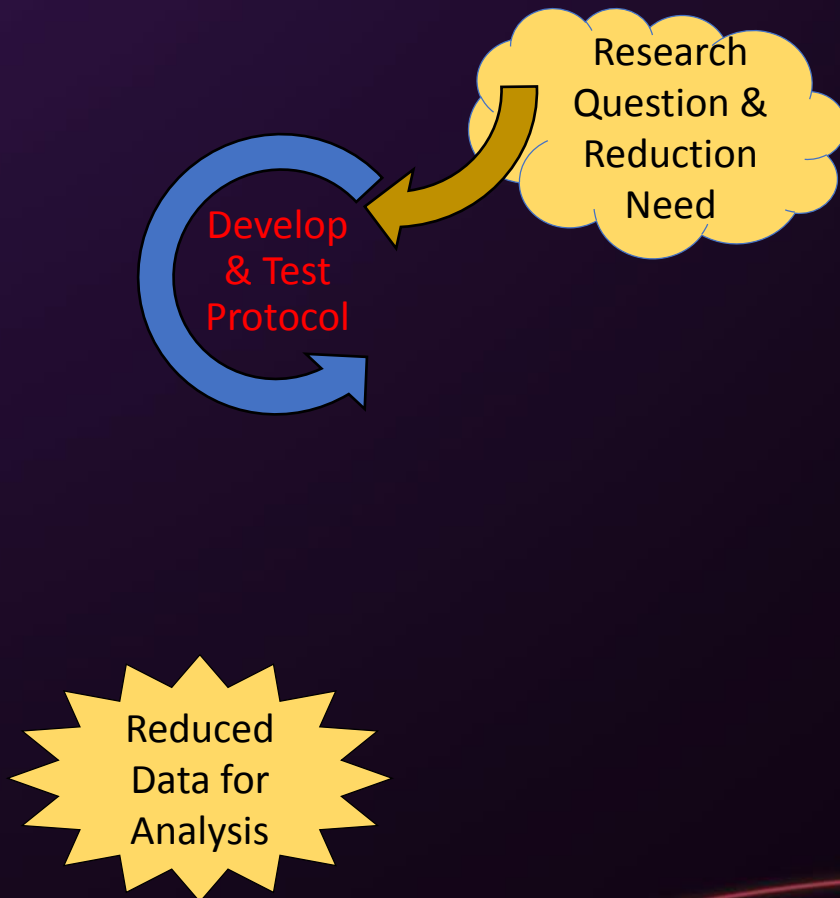 Research
Question &
Reduction
Need
Develop
& Test
Protocol
Reduced
Data for
Analysis